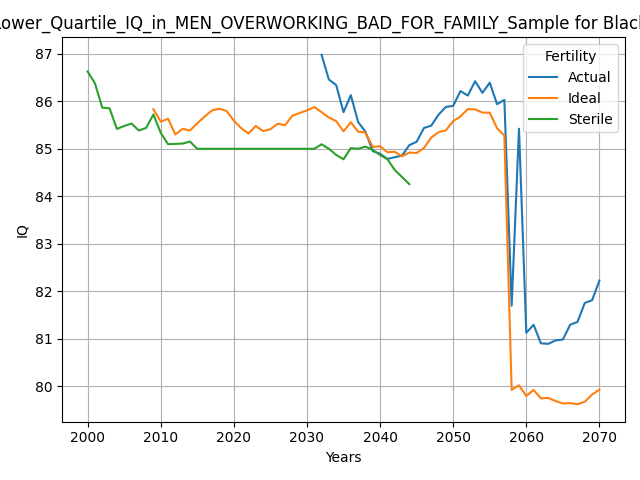 ower_Quartile_IQ_in_MEN_OVERWORKING_BAD_FOR_FAMILY_Sample for Blac
Fertility
Actual
Ideal
Sterile
87
86
85
84
83
82
81
80
IQ
2000 2010 2020 2030 2040 2050 2060 2070
Years